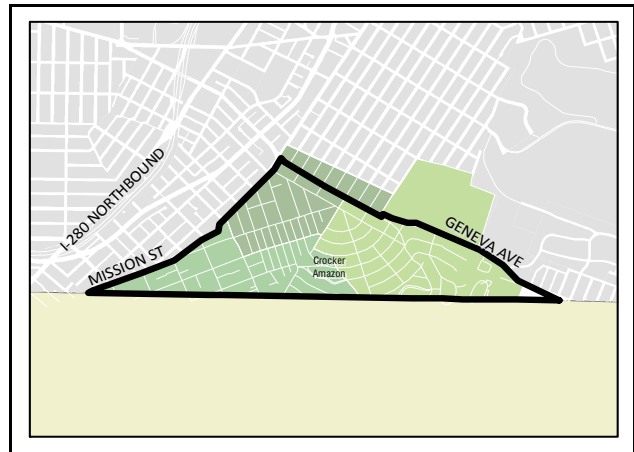 I-280 NORTHBOUND
MISSION ST
GENEVA AVE
Crocker
Amazon